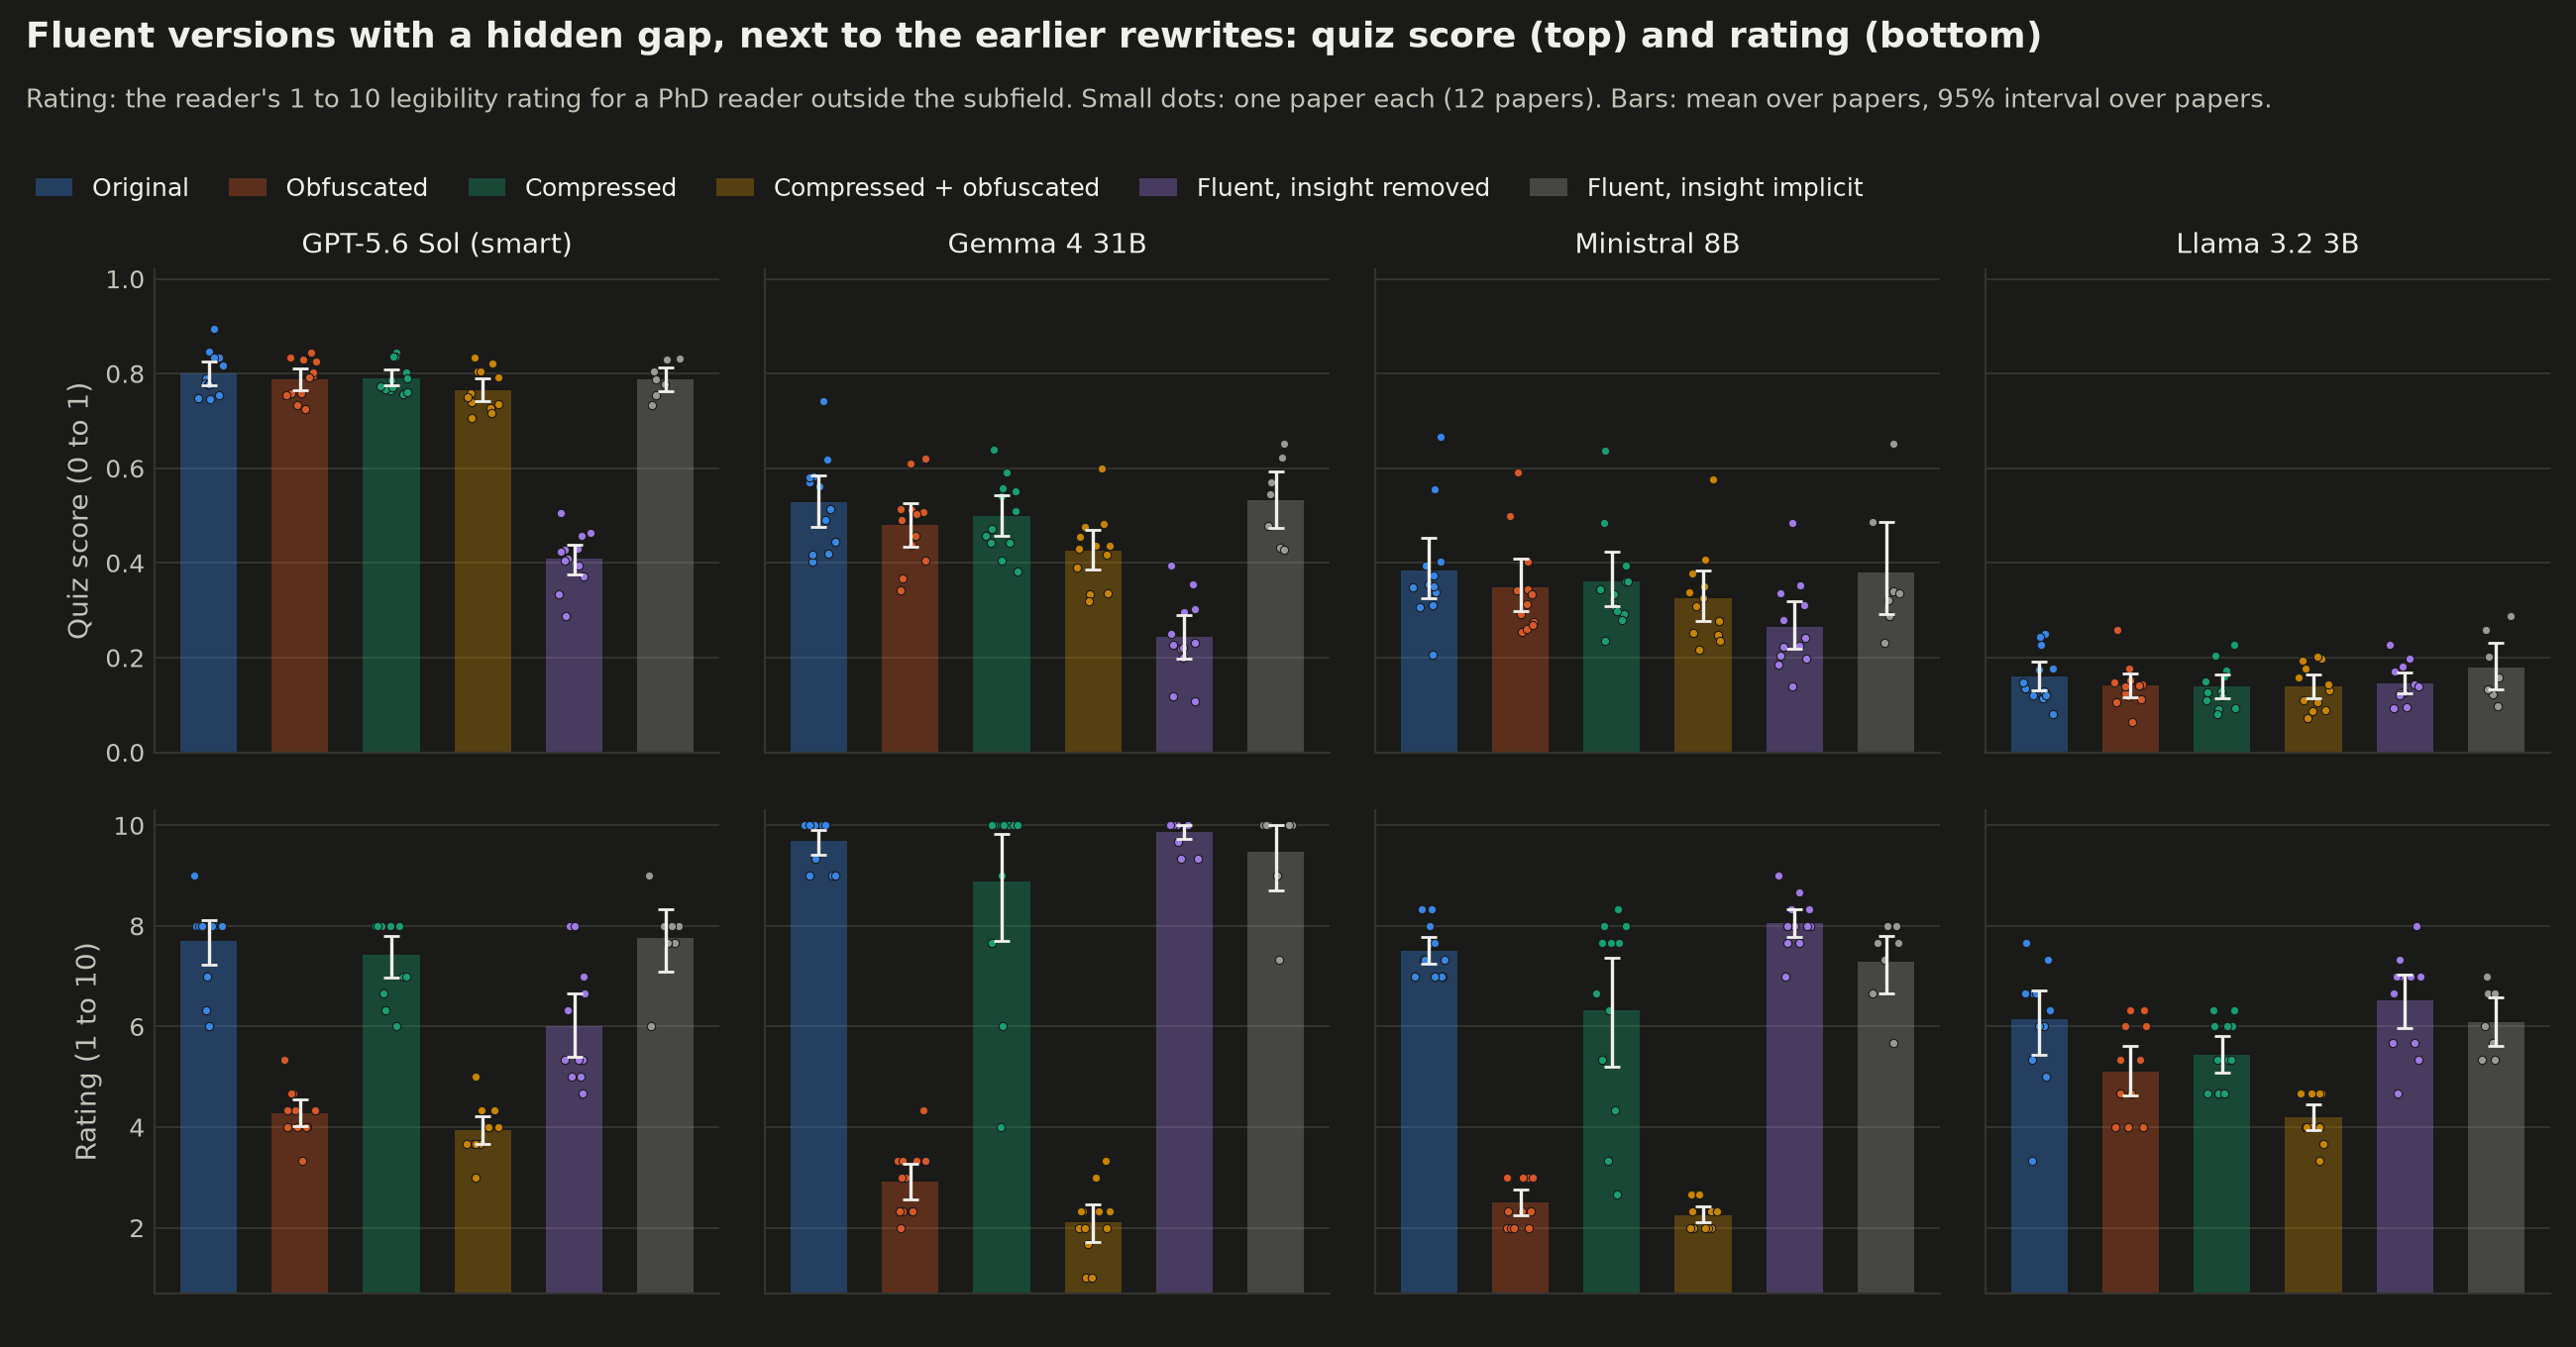 Fluent versions with a hidden gap, next to the earlier rewrites: quiz score (top) and rating (bottom)
Rating: the reader's 1 to 10 legibility rating for a PhD reader outside the subfield. Small dots: one paper each (12 papers). Bars: mean over papers, 95% interval over papers.
Original Obfuscated Compressed Compressed + obfuscated Fluent, insight removed Fluent, insight implicit
GPT-5.6 Sol (smart) Gemma 4 31B Ministral 8B Llama 3.2 3B
Quiz score (0 to 1)
1.0
0.8
0.6
0.4
0.2
0.0
Rating (1 to 10)
10
8
6
4
2